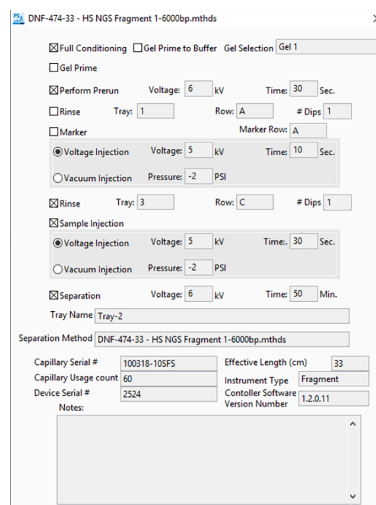 DNF-474-33 - HS NGS Fragment 1-6000bp.mthds
Full Conditioning Gel Prime to Buffer Gel Selection Gel 1
Gel Prime
Perform Prerun Voltage: 6 kV Time: 30 Sec.
Rinse Tray: 1 Row: A # Dips 1
Marker Marker Row: A
Voltage Injection Voltage: 5 kV Time: 10 Sec.
Vacuum Injection Pressure: -2 PSI
Rinse Tray: 3 Row: C # Dips 1
Sample Injection
Voltage Injection Voltage: 5 kV Time:. 30 Sec.
Vacuum Injection Pressure: -2 PSI
Separation Voltage: 6 kV Time: 50 Min.
Tray Name Tray-2
Separation Method DNF-474-33 - HS NGS Fragment 1-6000bp.mthds
Capillary Serial # 100318-10SFS Effective Length (cm) 33
Capillary Usage count 60 Instrument Type Fragment
Device Serial # 2524 Contoller Software Version Number 1.2.0.11
Notes: